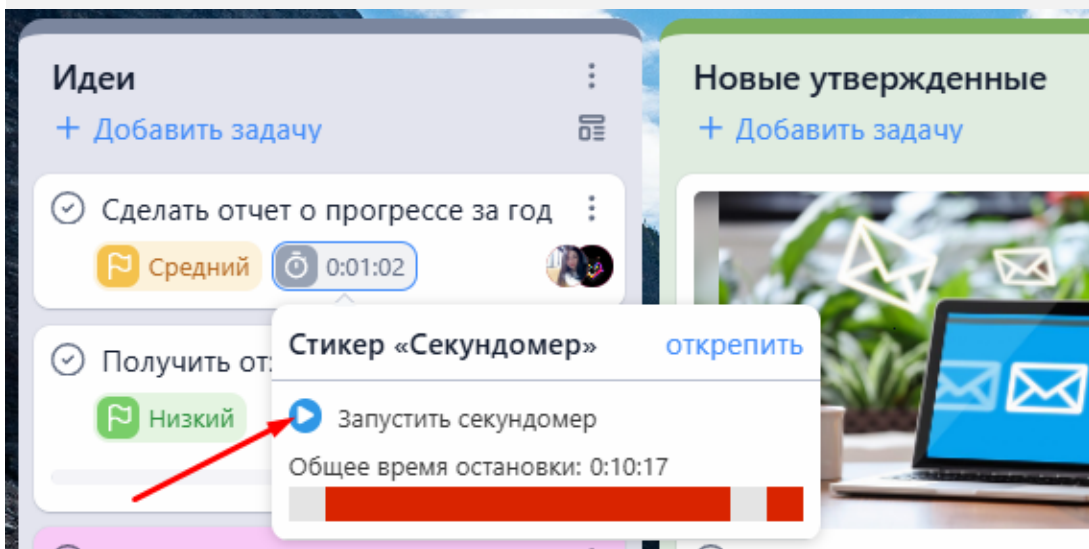 Идеи
+ Добавить задачу
Сделать отчет о прогрессе за год
Средний
0:01:02
Получить от
Низкий
Стикер «Секундомер»
открепить
Запустить секундомер
Общее время остановки: 0:10:17
Новые утвержденные
+ Добавить задачу